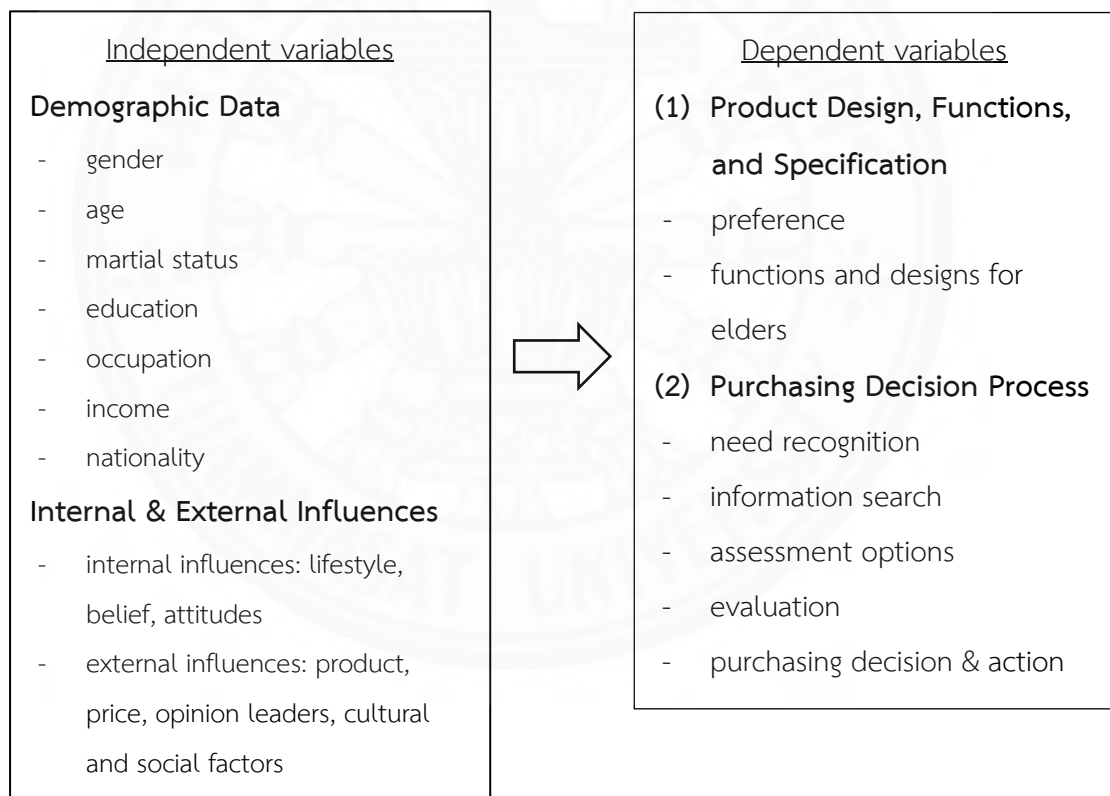 Independent variables
Demographic Data
- gender
- age
- martial status
- education
- occupation
- income
- nationality
Internal & External Influences
- internal influences: lifestyle,
belief, attitudes
- external influences: product,
price, opinion leaders, cultural
and social factors
Dependent variables
(1) Product Design, Functions,
and Specification
- preference
- functions and designs for
elders
(2) Purchasing Decision Process
- need recognition
- information search
- assessment options
- evaluation
- purchasing decision & action